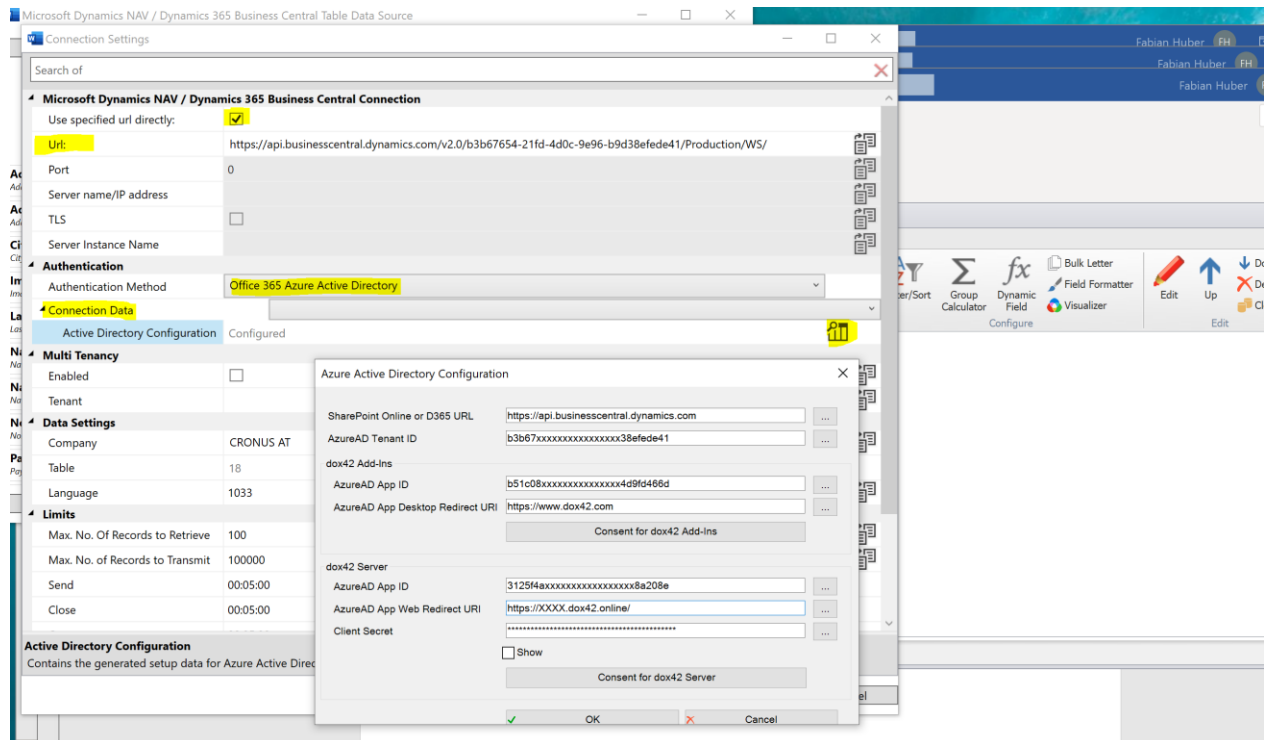 Microsoft Dynamics NAV / Dynamics 365 Business Central Table Data Source
Connection Settings
Fabian Huber FH
Fabian Huber FH
Fabian Huber
Search of
Microsoft Dynamics NAV / Dynamics 365 Business Central Connection
Use specified url directly:
Url: https://api.businesscentral.dynamics.com/v2.0/b3b67654-21fd-4d0c-9e96-b9d38efede41/Production/WS/
Port 0
Server name/IP address
TLS
Server Instance Name
Authentication
Authentication Method Office 365 Azure Active Directory
Connection Data
Active Directory Configuration Configured
Multi Tenancy
Enabled
Tenant
Data Settings
Company CRONUS AT
Table 18
Language 1033
Limits
Max. No. Of Records to Retrieve 100
Max. No. of Records to Transmit 100000
Send 00:05:00
Close 00:05:00
Active Directory Configuration
Contains the generated setup data for Azure Active Direc
Azure Active Directory Configuration
SharePoint Online or D365 URL https://api.businesscentral.dynamics.com ...
AzureAD Tenant ID b3b67xxxxxxxxxxxxxxxx38efede41 ...
dox42 Add-Ins
AzureAD App ID b51c08xxxxxxxxxxxxxxx4d9fd466d ...
AzureAD App Desktop Redirect URI https://www.dox42.com ...
Consent for dox42 Add-Ins
dox42 Server
AzureAD App ID 3125f4axxxxxxxxxxxxxxxxx8a208e ...
AzureAD App Web Redirect URI https://XXXX.dox42.online/ ...
Client Secret ******************************************** ...
Show
Consent for dox42 Server
OK Cancel
er/Sort
Group Calculator
Dynamic Field
Bulk Letter
Field Formatter
Visualizer
Configure
Edit
Up
Edit